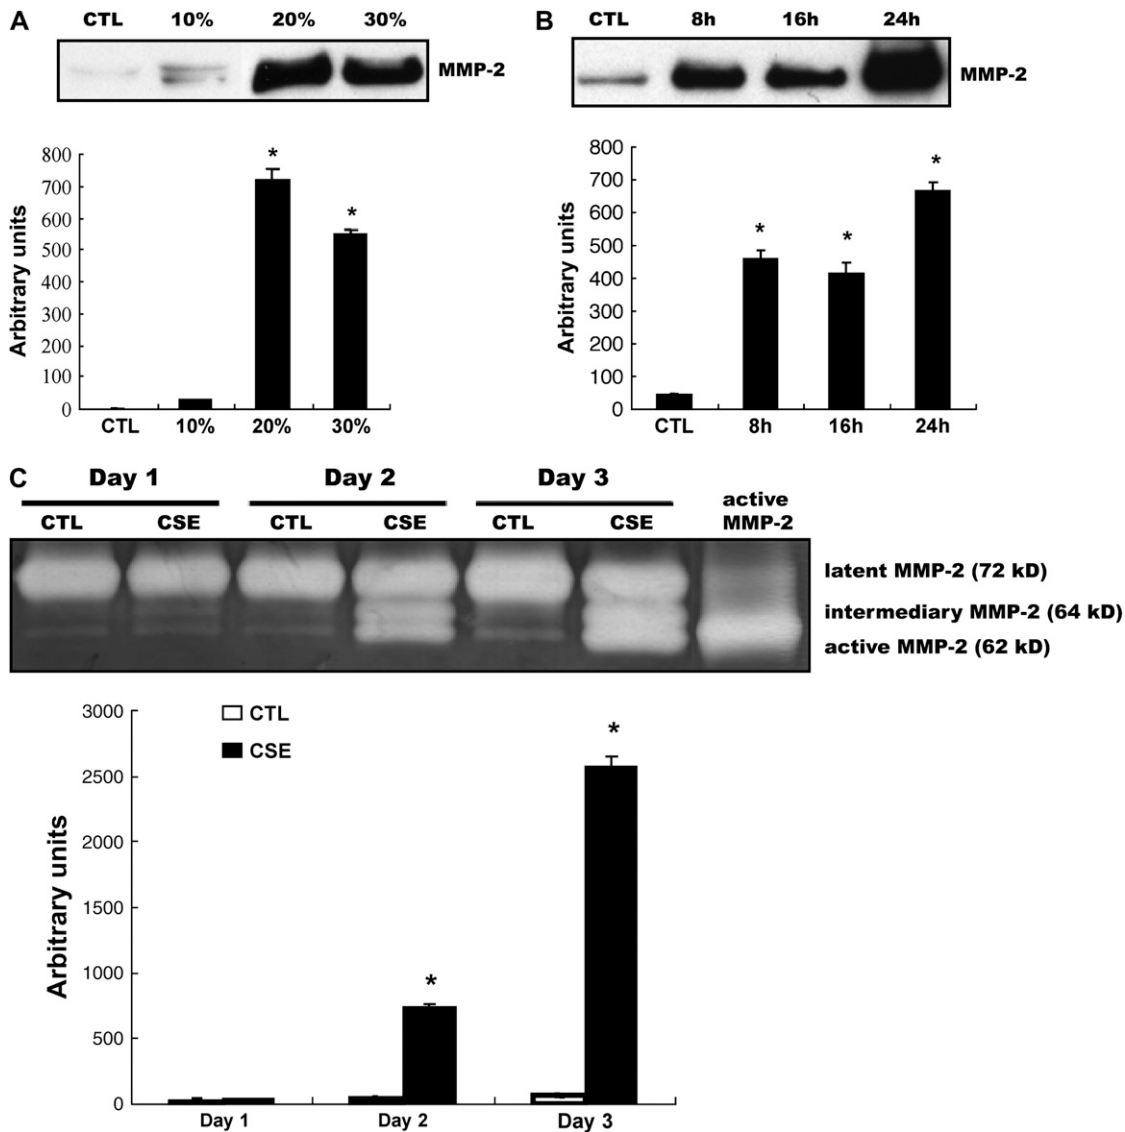 A
CTL 10% 20% 30%
MMP-2
Arbitrary units
800
700
600
500
400
300
200
100
0
*
*
CTL 10% 20% 30%
B
CTL 8h 16h 24h
MMP-2
Arbitrary units
800
700
600
500
400
300
200
100
0
*
*
*
CTL 8h 16h 24h
C
Day 1 Day 2 Day 3
CTL CSE CTL CSE CTL CSE
active
MMP-2
latent MMP-2 (72 kD)
intermediary MMP-2 (64 kD)
active MMP-2 (62 kD)
Arbitrary units
3000
2500
2000
1500
1000
500
0
CTL
CSE
*
*
Day 1 Day 2 Day 3